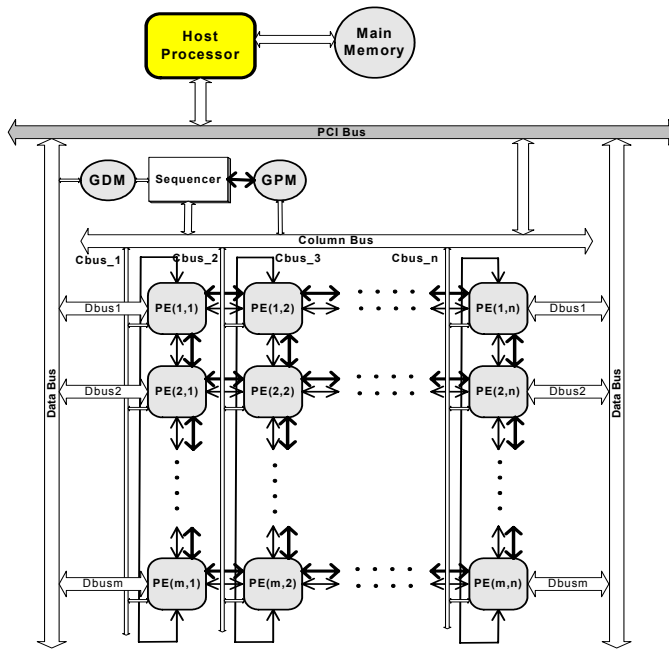 Host
Processor
Main
Memory
PCI Bus
GDM
Sequencer
GPM
Column Bus
Cbus_1
Cbus_2
Cbus_3
Cbus_n
Dbus1
PE(1,1)
PE(1,2)
PE(1,n)
Dbus1
Dbus2
PE(2,1)
PE(2,2)
PE(2,n)
Dbus2
Data Bus
Data Bus
Dbusm
PE(m,1)
PE(m,2)
PE(m,n)
Dbusm